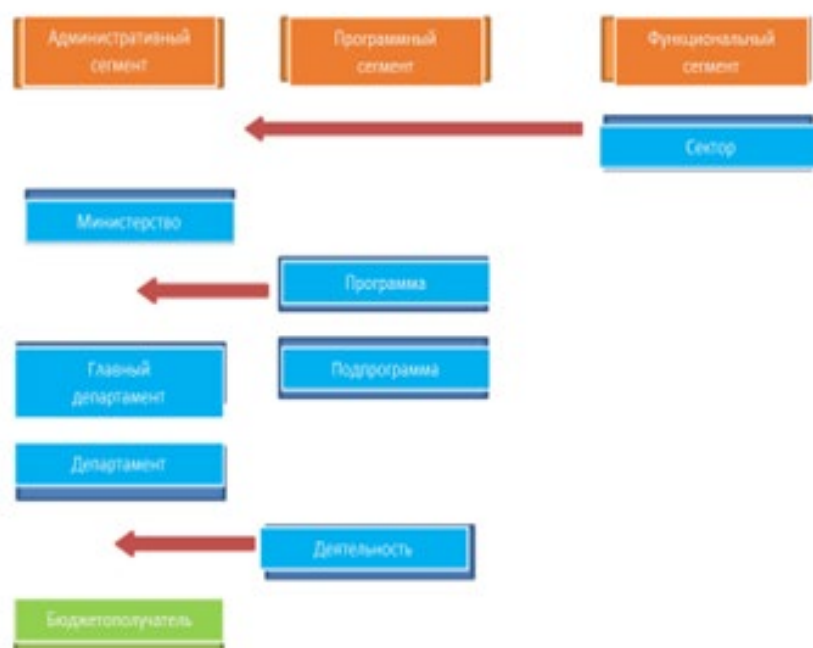 Административный
сегмент
Программный
сегмент
Функциональный
сегмент
Сектор
Министерство
Программа
Главный
департамент
Подпрограмма
Департамент
Деятельность
Бюджетополучатель